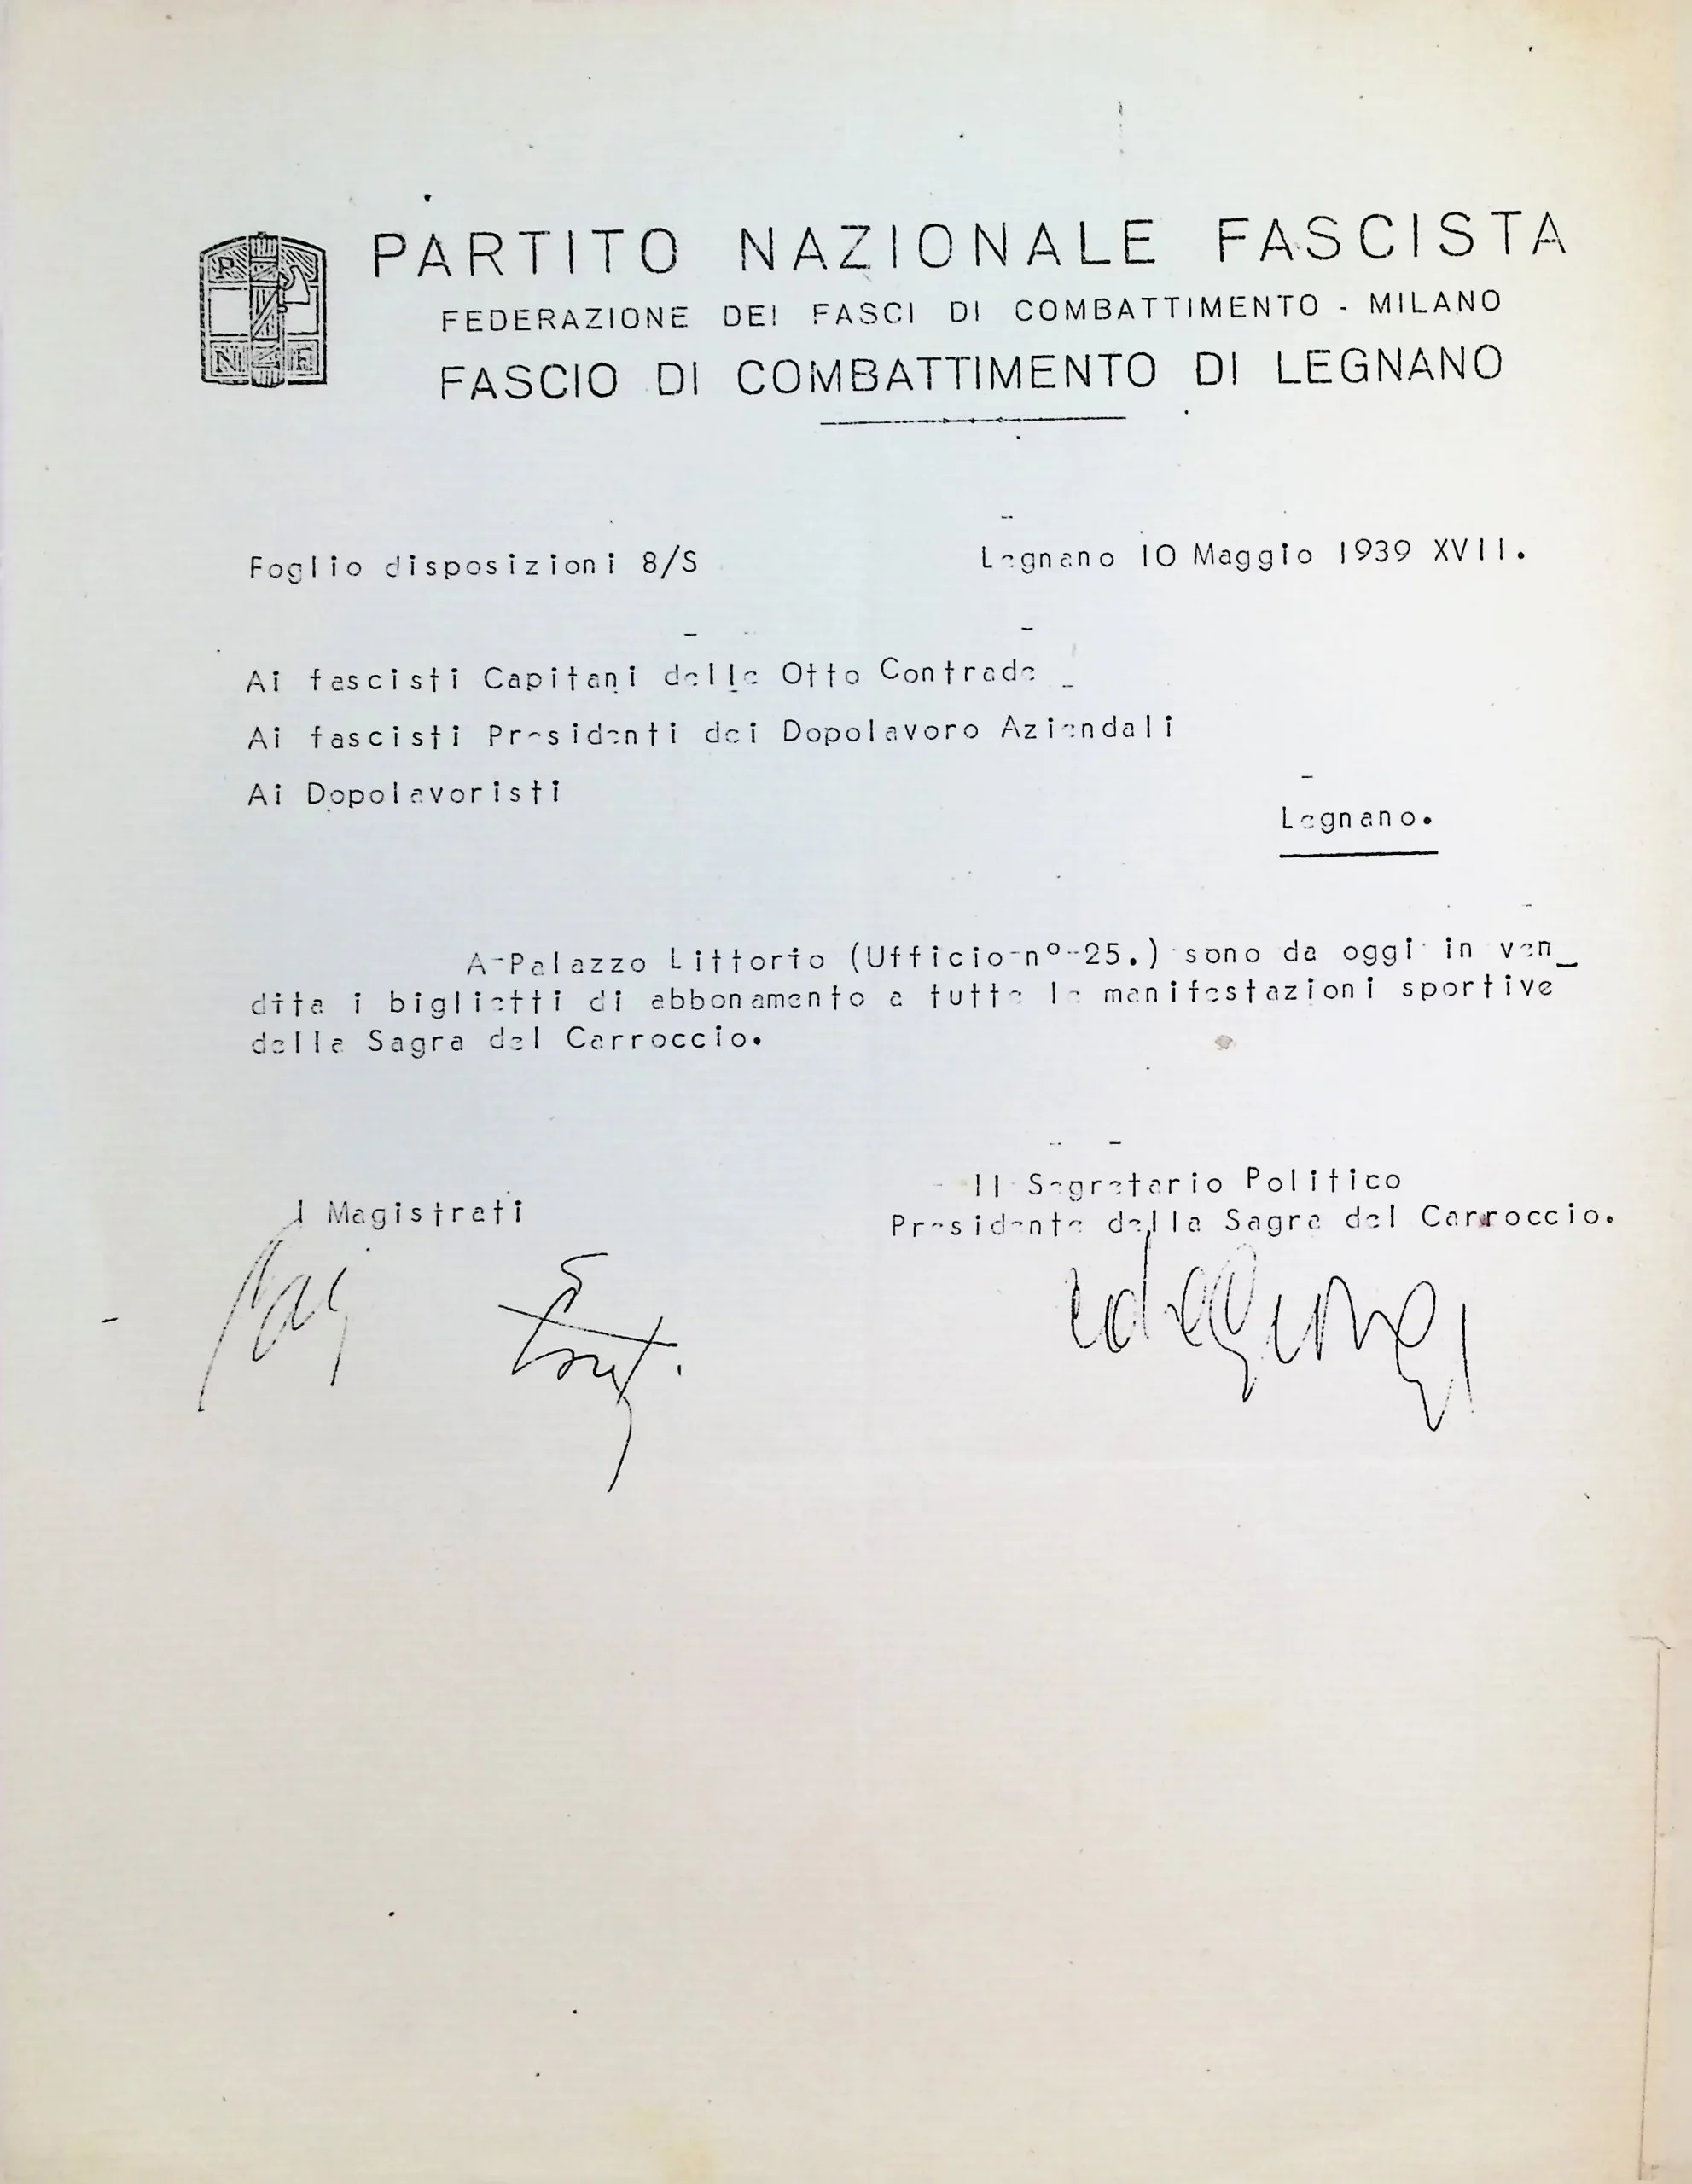 P
N F
PARTITO NAZIONALE FASCISTA
FEDERAZIONE DEI FASCI DI COMBATTIMENTO - MILANO
FASCIO DI COMBATTIMENTO DI LEGNANO
Foglio disposizioni 8/S
Legnano 10 Maggio 1939 XVII.
Ai fascisti Capitani delle Otto Contrade
Ai fascisti Presidenti dei Dopolavoro Aziendali
Ai Dopolavoristi
Legnano.
A Palazzo Littorio (Ufficio n° 25.) sono da oggi in ven_
dita i biglietti di abbonamento a tutte le manifestazioni sportive
della Sagra del Carroccio.
I Magistrati
Il Segretario Politico
Presidente della Sagra del Carroccio.